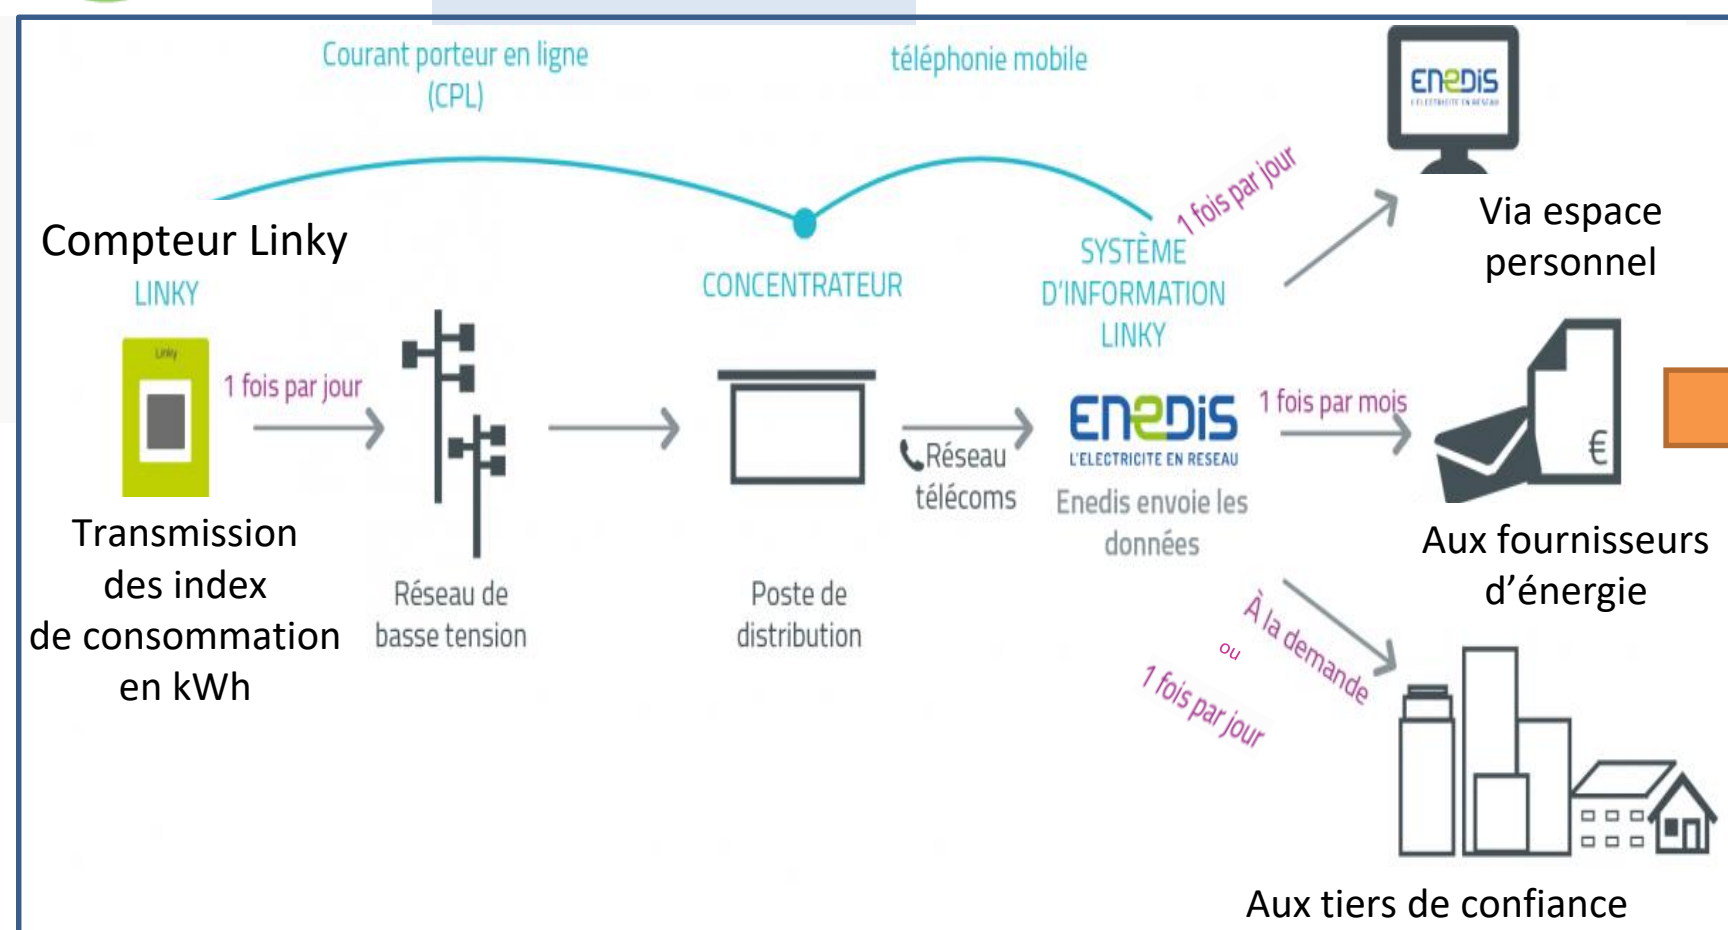 Courant porteur en ligne
(CPL)
téléphonie mobile
enedis
L'ELECTRICITE EN RESEAU
1 fois par jour
Via espace
personnel
Compteur Linky
LINKY
CONCENTRATEUR
SYSTÈME
D'INFORMATION
LINKY
Linky
1 fois par jour
Réseau
télécoms
enedis
L'ELECTRICITE EN RESEAU
Enedis envoie les
données
1 fois par mois
€
Aux fournisseurs
d'énergie
Transmission
des index
de consommation
en kWh
Réseau de
basse tension
Poste de
distribution
À la demande
ou
1 fois par jour
Aux tiers de confiance